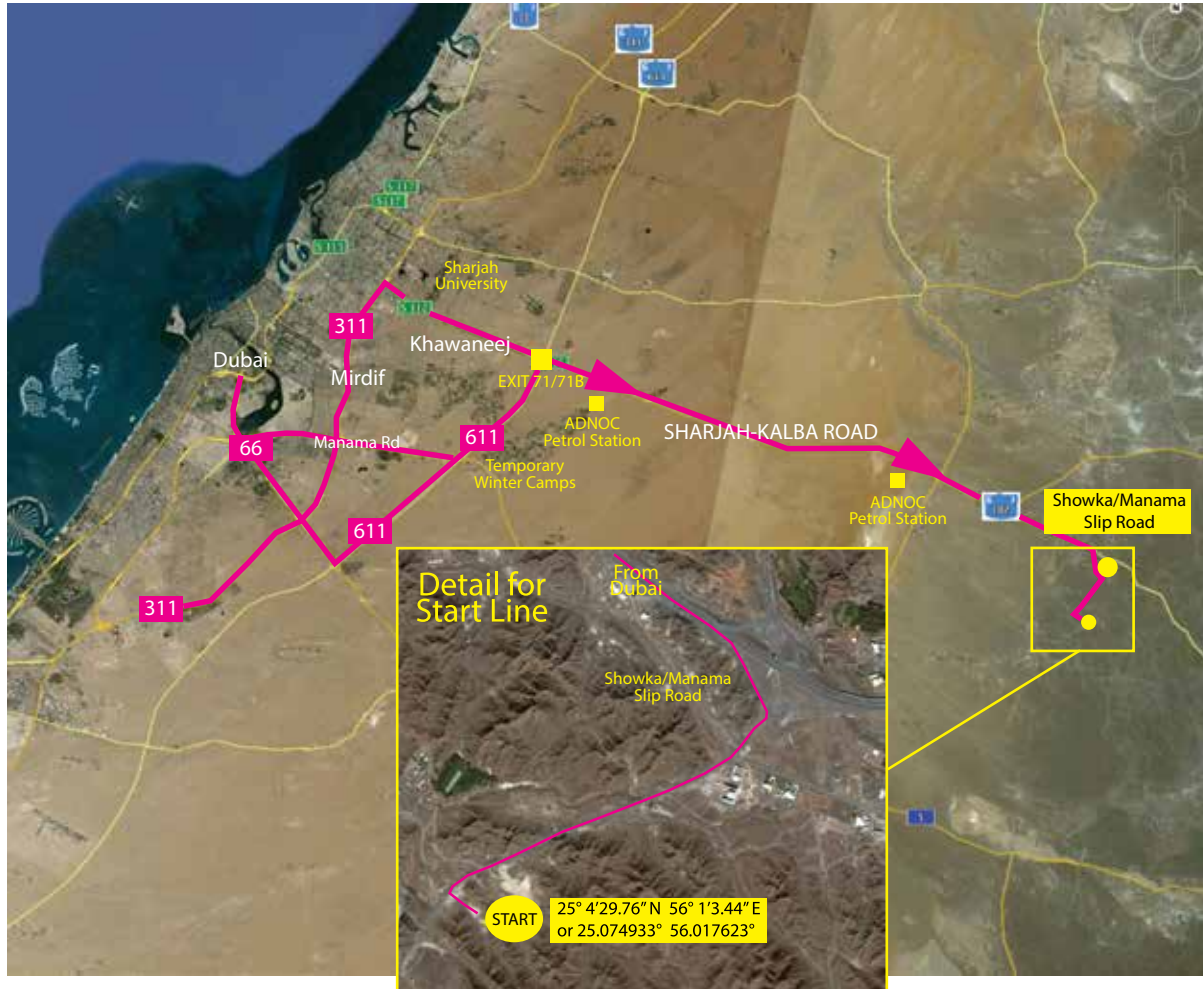 S 117
S 112
Sharjah
University
311
Khawaneej
Dubai
Mirdif
EXIT 71/71B
ADNOC
Petrol Station
66
Manama Rd
611
SHARJAH-KALBA ROAD
Temporary
Winter Camps
ADNOC
Petrol Station
Showka/Manama
Slip Road
611
311
Detail for
Start Line
From
Dubai
Showka/Manama
Slip Road
START
25° 4’29.76” N 56° 1’3.44” E
or 25.074933° 56.017623°